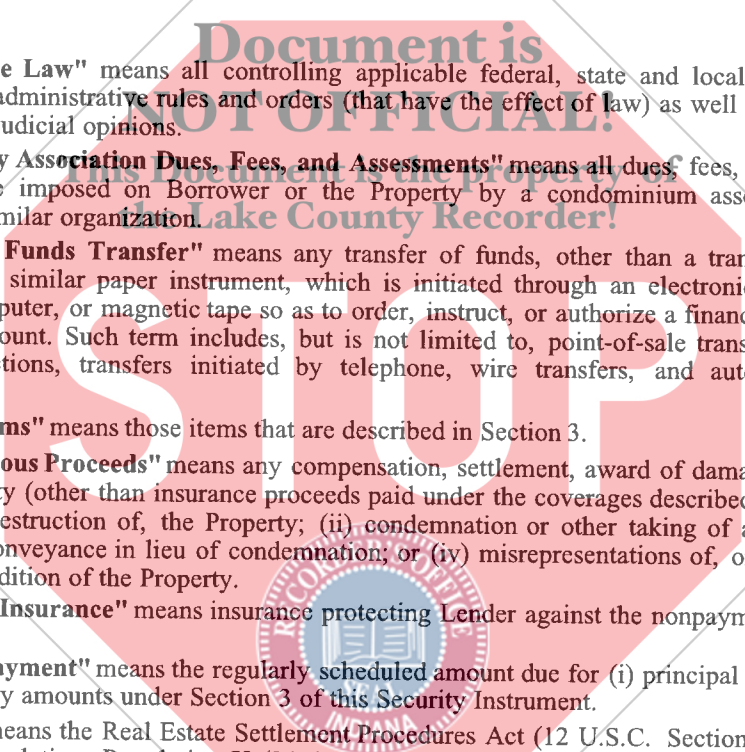 Document is
NOT OFFICIAL!
This Document is the property of
the Lake County Recorder!
STOP
e Law" means all controlling applicable federal, state and local
administrative rules and orders (that have the effect of law) as well
udicial opinions.
y Association Dues, Fees, and Assessments" means all dues, fees,
e imposed on Borrower or the Property by a condominium asso
milar organization.
Funds Transfer" means any transfer of funds, other than a tran
similar paper instrument, which is initiated through an electronic
puter, or magnetic tape so as to order, instruct, or authorize a financ
ount. Such term includes, but is not limited to, point-of-sale trans
ctions, transfers initiated by telephone, wire transfers, and aut
ms" means those items that are described in Section 3.
ous Proceeds" means any compensation, settlement, award of dama
ty (other than insurance proceeds paid under the coverages described
estruction of, the Property; (ii) condemnation or other taking of a
onveyance in lieu of condemnation; or (iv) misrepresentations of, o
dition of the Property.
Insurance" means insurance protecting Lender against the nonpaym
ayment" means the regularly scheduled amount due for (i) principal
y amounts under Section 3 of this Security Instrument.
neans the Real Estate Settlement Procedures Act (12 U.S.C. Section
RECORDER'S OFFICE
SEAL
INDIANA